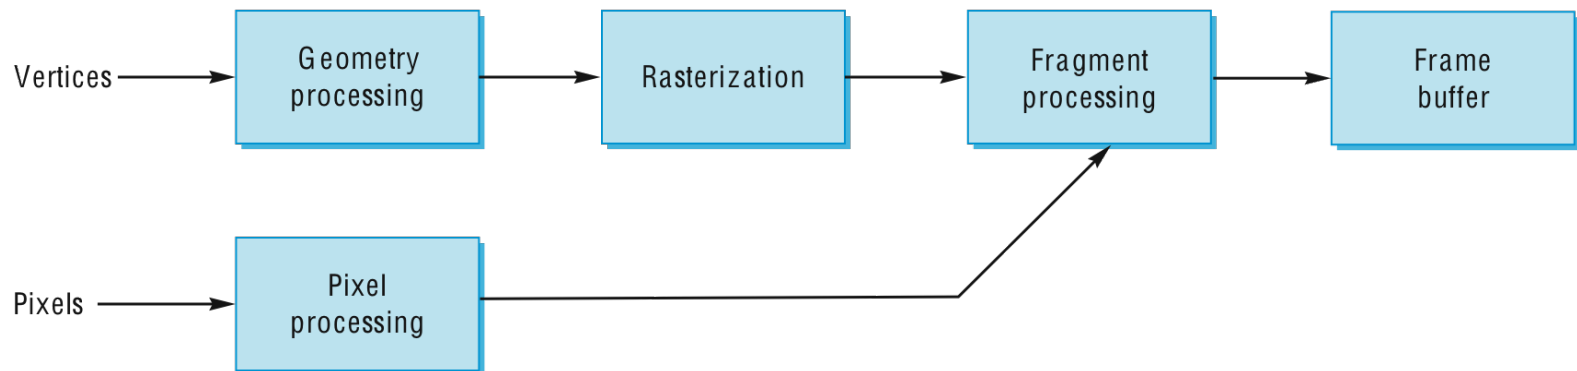 Vertices
Geometry
processing
Rasterization
Fragment
processing
Frame
buffer
Pixels
Pixel
processing